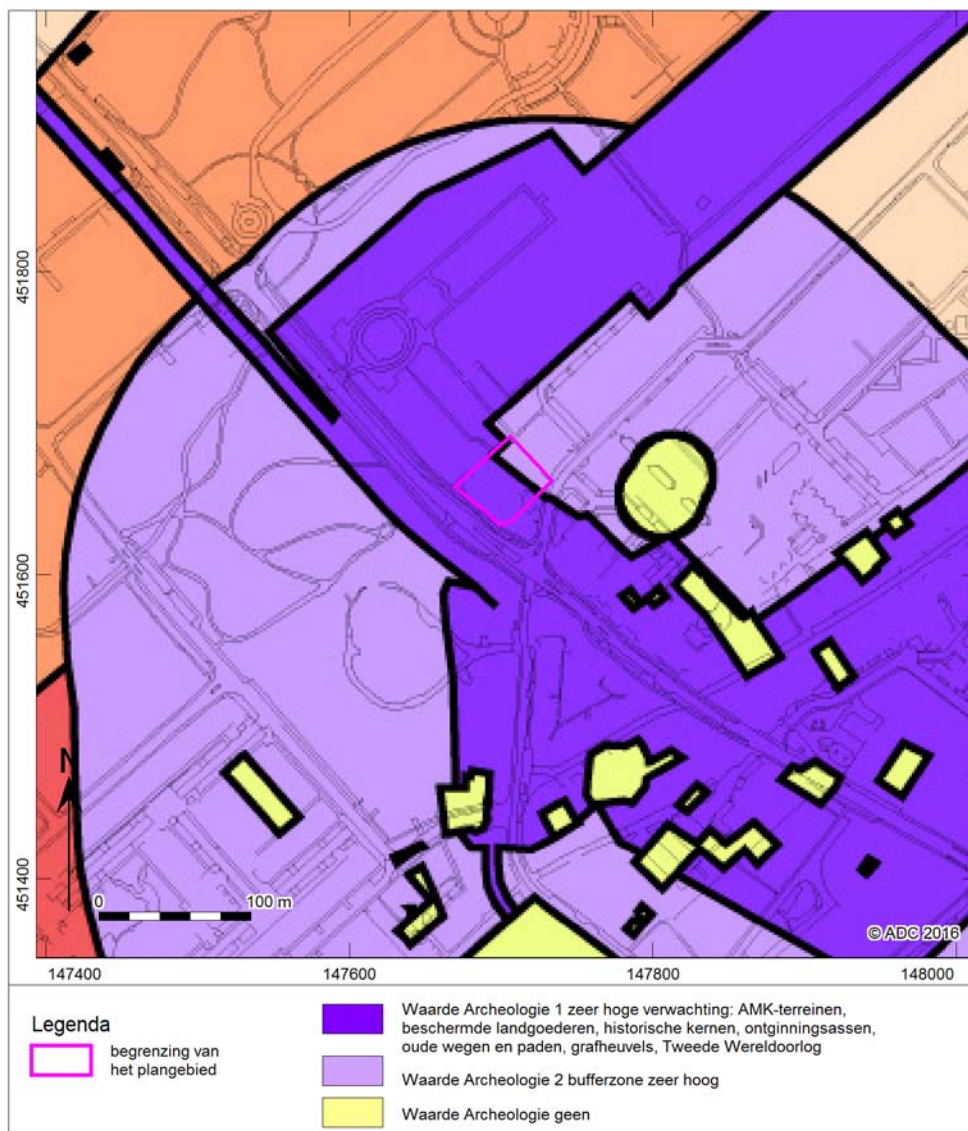 451800
451600
451400
N
0 100 m
© ADC 2016
147400 147600 147800 148000
Legenda
begrenzing van
het plangebied
Waarde Archeologie 1 zeer hoge verwachting: AMK-terreinen,
beschermde landgoederen, historische kernen, ontginningsassen,
oude wegen en paden, grafheuvels, Tweede Wereldoorlog
Waarde Archeologie 2 bufferzone zeer hoog
Waarde Archeologie geen